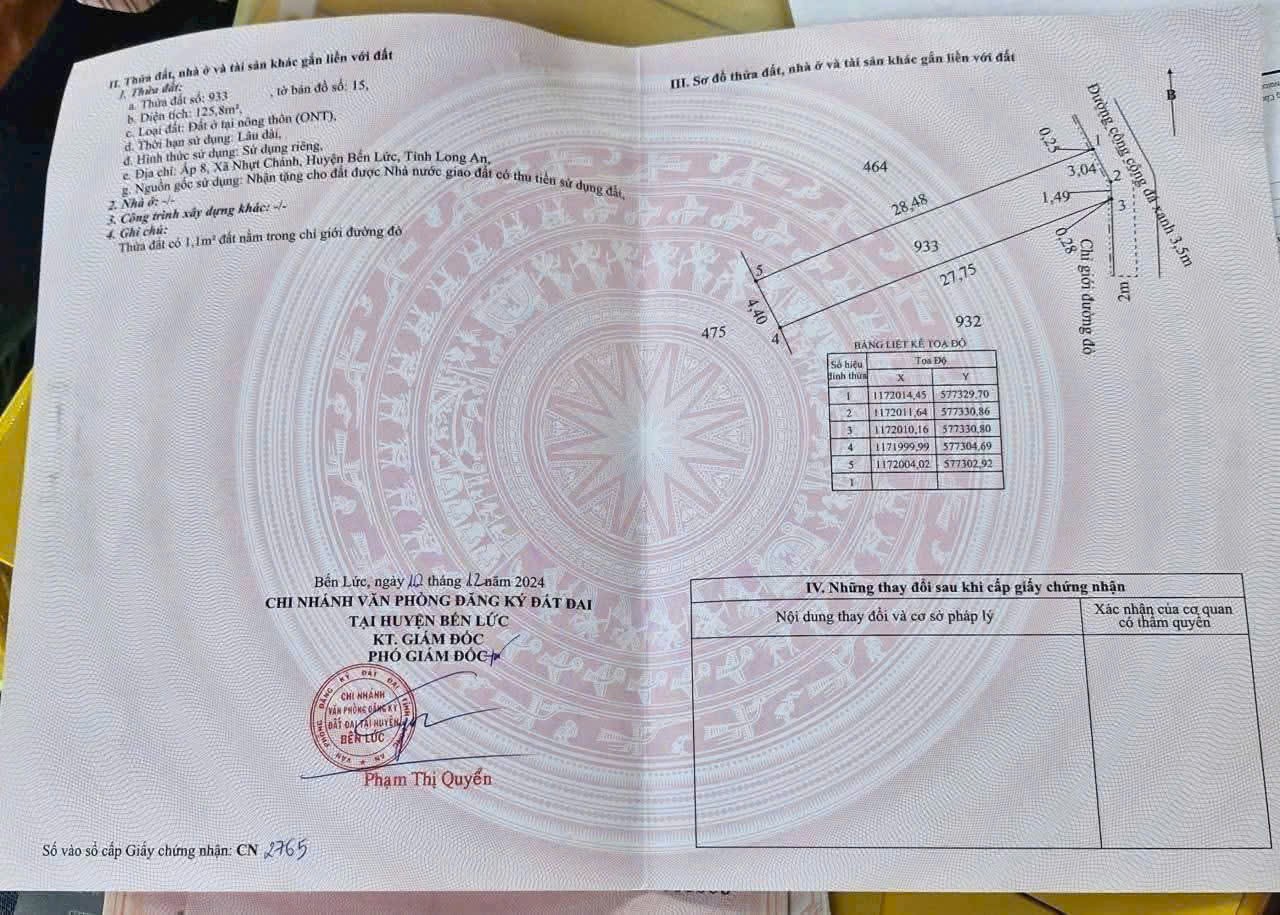 II. Thửa đất, nhà ở và tài sản khác gắn liền với đất
1. Thửa đất:
a. Thửa đất số: 933 , tờ bản đồ số: 15,
b. Diện tích: 125,8m²,
c. Loại đất: Đất ở tại nông thôn (ONT),
d. Thời hạn sử dụng: Lâu dài,
đ. Hình thức sử dụng: Sử dụng riêng,
e. Địa chỉ: Ấp 8, Xã Nhựt Chánh, Huyện Bến Lức, Tỉnh Long An,
g. Nguồn gốc sử dụng: Nhận tặng cho đất được Nhà nước giao đất có thu tiền sử dụng đất,
2. Nhà ở: -/-
3. Công trình xây dựng khác: -/-
4. Ghi chú:
Thửa đất có 1,1m² đất nằm trong chỉ giới đường đỏ
Bến Lức, ngày 10 tháng 12 năm 2024
CHI NHÁNH VĂN PHÒNG ĐĂNG KÝ ĐẤT ĐAI
TẠI HUYỆN BẾN LỨC
KT. GIÁM ĐỐC
PHÓ GIÁM ĐỐC
VĂN PHÒNG ĐĂNG KÝ ĐẤT ĐAI TỈNH LONG AN
CHI NHÁNH
VĂN PHÒNG ĐĂNG KÝ
ĐẤT ĐAI TẠI HUYỆN
BẾN LỨC
Phạm Thị Quyển
Số vào sổ cấp Giấy chứng nhận: CN 2765
III. Sơ đồ thửa đất, nhà ở và tài sản khác gắn liền với đất
B
Đường công cộng đá xanh 3,5m
0,25
1
464
3,04
2
1,49
28,48
3
933
0,28
Chỉ giới đường đỏ
27,75
5
2m
4,40
932
475
4
BẢNG LIỆT KÊ TỌA ĐỘ
Số hiệu đỉnh thửa Tọa Độ
X Y
1 1172014,45 577329,70
2 1172011,64 577330,86
3 1172010,16 577330,80
4 1171999,99 577304,69
5 1172004,02 577302,92
1
IV. Những thay đổi sau khi cấp giấy chứng nhận
Nội dung thay đổi và cơ sở pháp lý
Xác nhận của cơ quan
có thẩm quyền